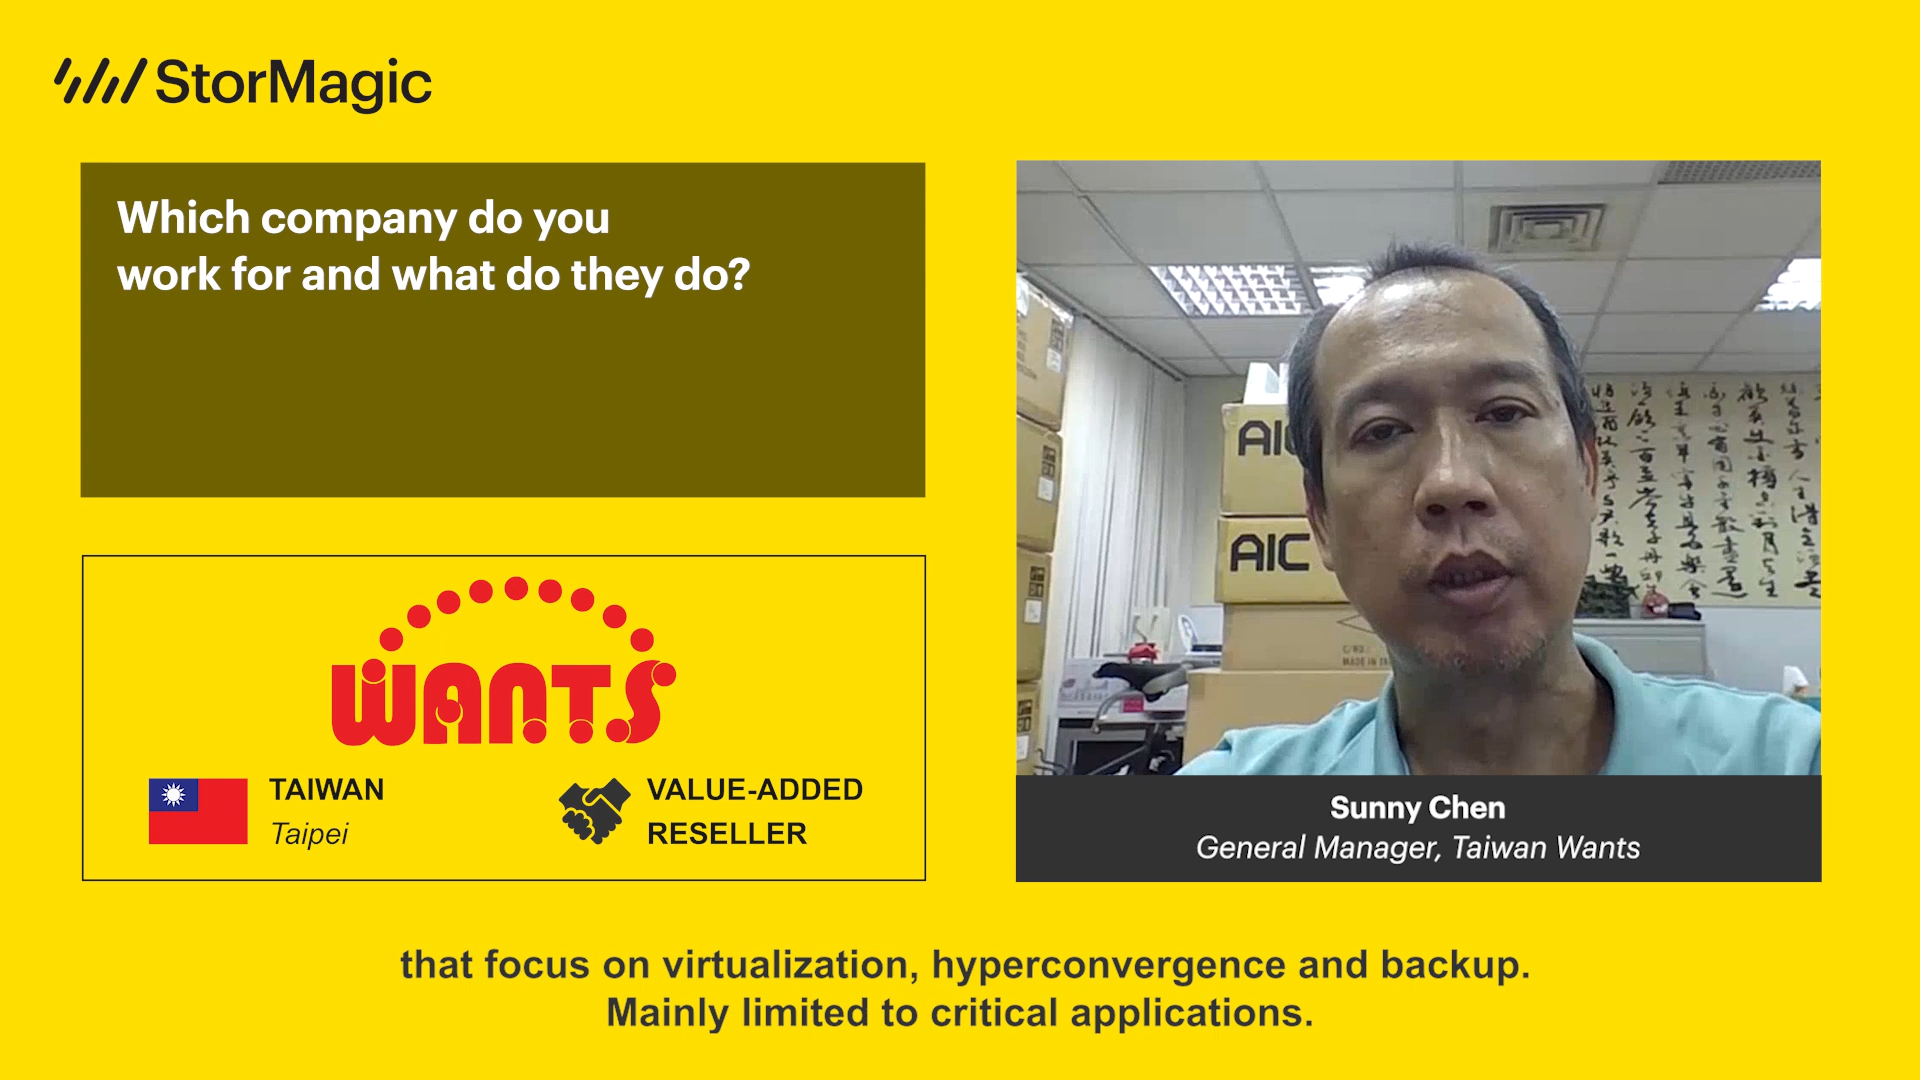 StorMagic
Which company do you
work for and what do they do?
WANTS
TAIWAN
Taipei
VALUE-ADDED
RESELLER
AIC
Sunny Chen
General Manager, Taiwan Wants
that focus on virtualization, hyperconvergence and backup.
Mainly limited to critical applications.